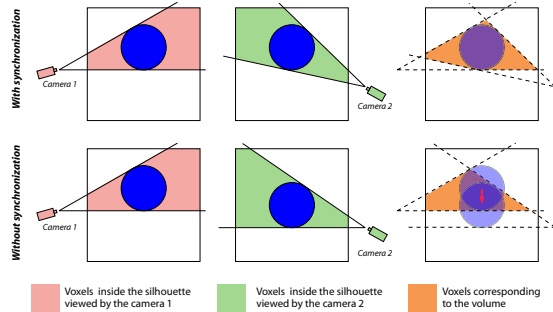 With synchronization
Camera 1
Camera 2
Without synchronization
Camera 1
Camera 2
Voxels inside the silhouette
viewed by the camera 1
Voxels inside the silhouette
viewed by the camera 2
Voxels corresponding
to the volume